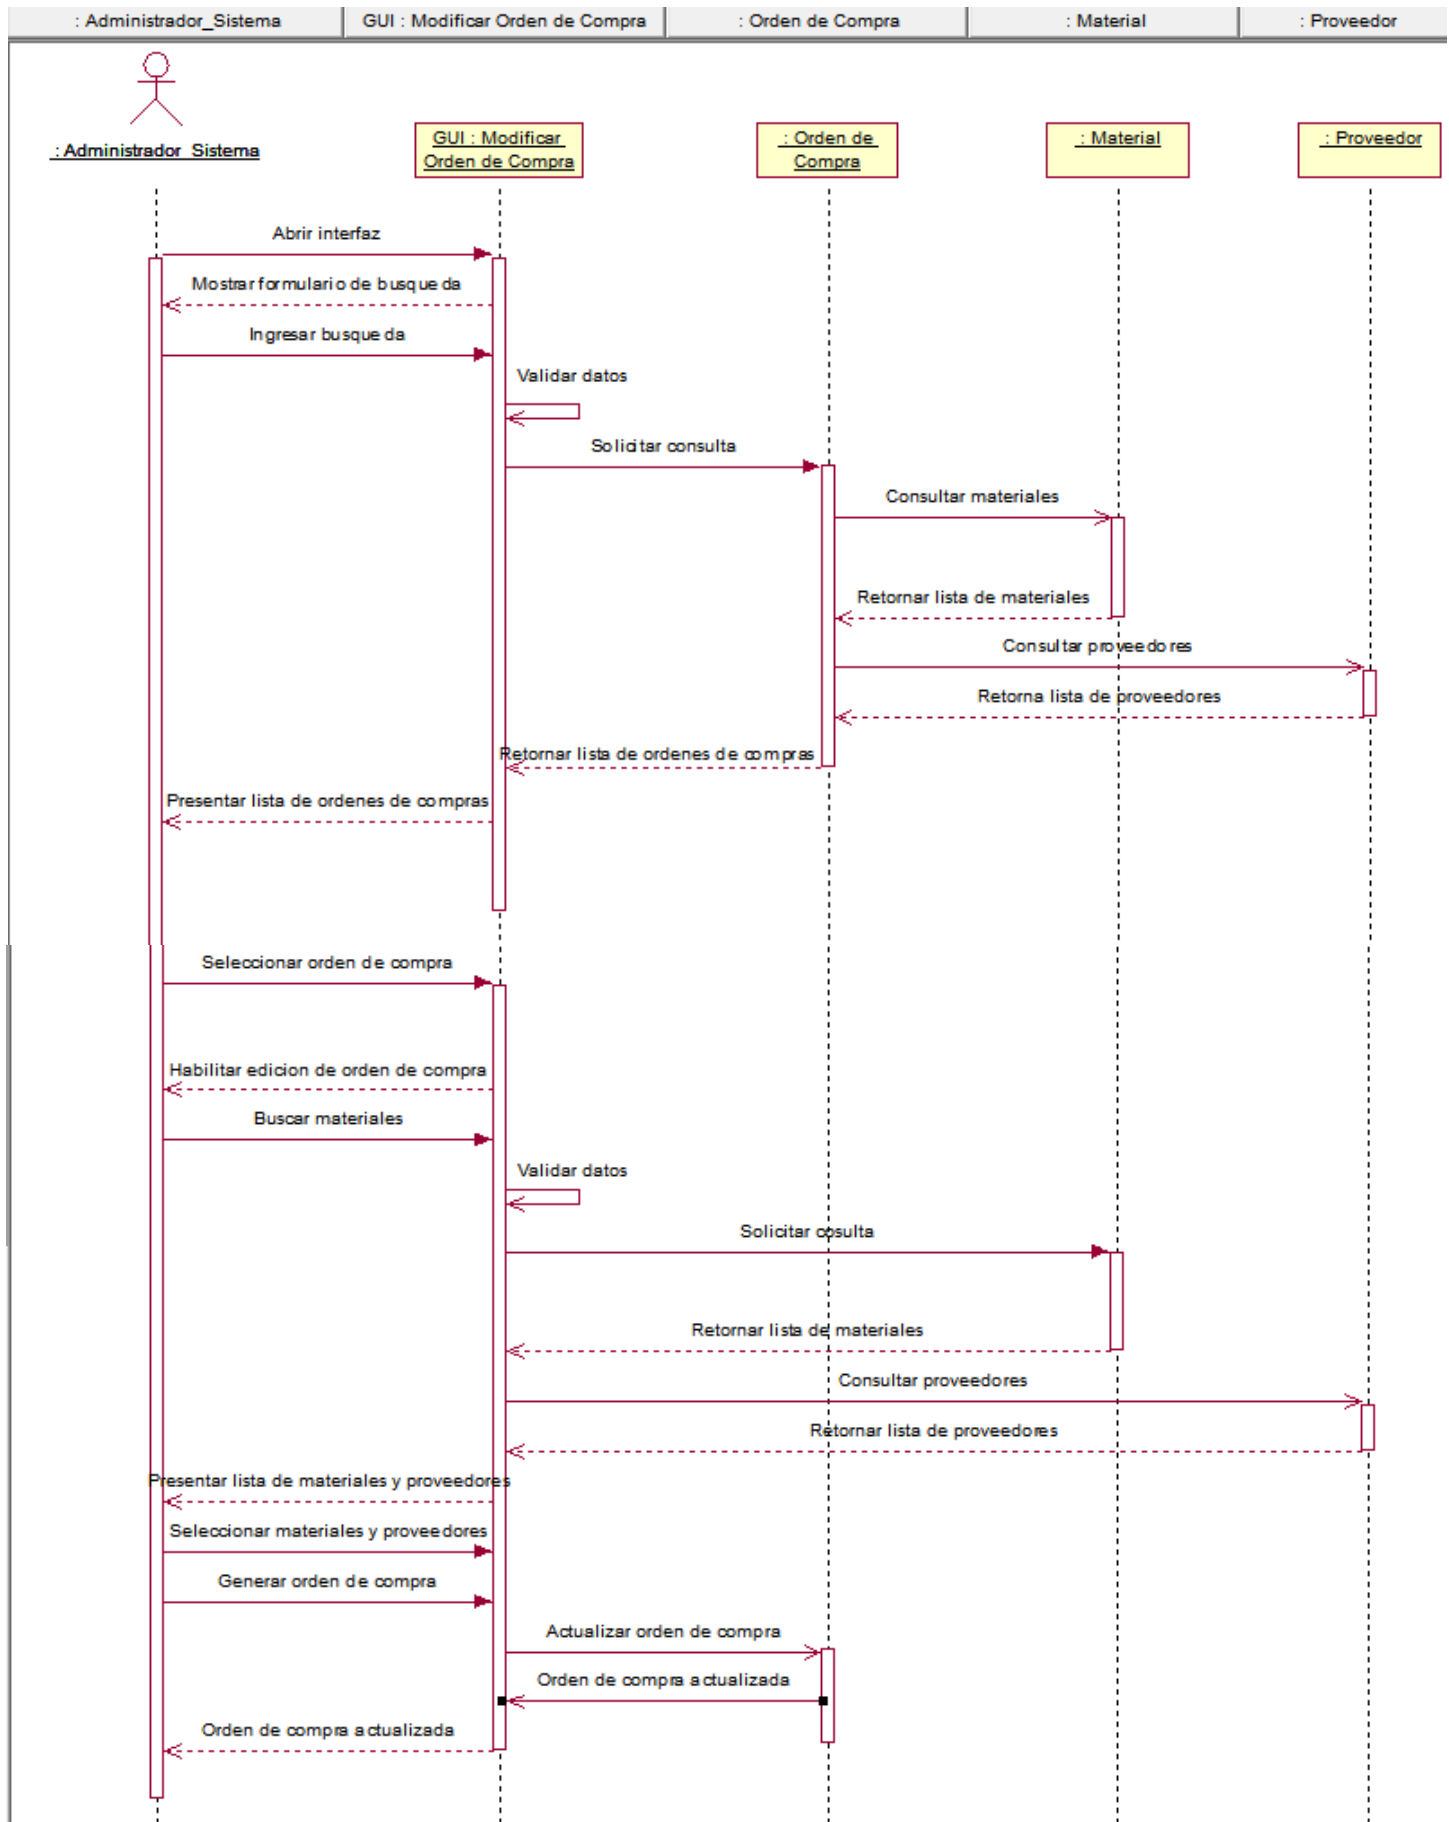 : Administrador_Sistema
GUI : Modificar Orden de Compra
: Orden de Compra
: Material
: Proveedor
: Administrador_Sistema
GUI : Modificar
Orden de Compra
: Orden de
Compra
: Material
: Proveedor
Abrir interfaz
Mostrar formulario de busqueda
Ingresar busqueda
Validar datos
Solicitar consulta
Consultar materiales
Retornar lista de materiales
Consultar proveedores
Retorna lista de proveedores
Retornar lista de ordenes de compras
Presentar lista de ordenes de compras
Seleccionar orden de compra
Habilitar edicion de orden de compra
Buscar materiales
Validar datos
Solicitar cosulta
Retornar lista de materiales
Consultar proveedores
Retornar lista de proveedores
Presentar lista de materiales y proveedores
Seleccionar materiales y proveedores
Generar orden de compra
Actualizar orden de compra
Orden de compra actualizada
Orden de compra actualizada